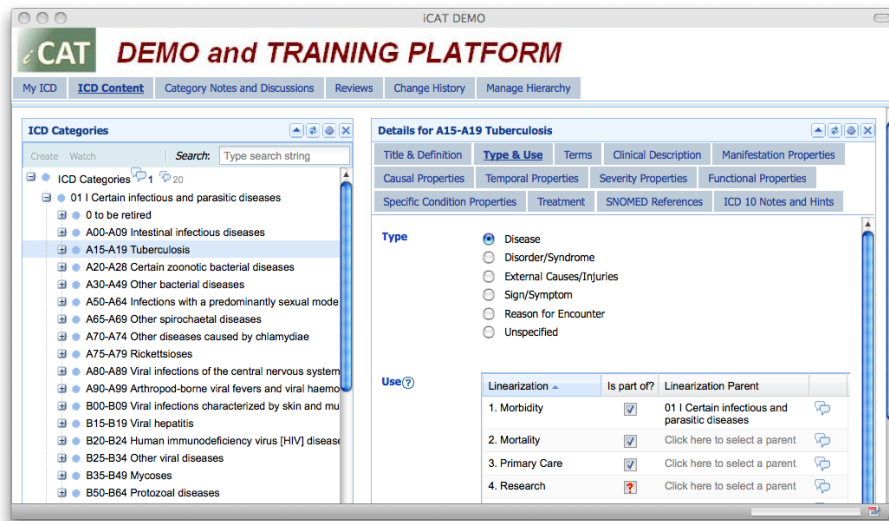 iCAT DEMO
iCAT DEMO and TRAINING PLATFORM
My ICD ICD Content Category Notes and Discussions Reviews Change History Manage Hierarchy
ICD Categories
Create Watch Search: Type search string
ICD Categories 1 20
01 I Certain infectious and parasitic diseases
0 to be retired
A00-A09 Intestinal infectious diseases
A15-A19 Tuberculosis
A20-A28 Certain zoonotic bacterial diseases
A30-A49 Other bacterial diseases
A50-A64 Infections with a predominantly sexual mode
A65-A69 Other spirochaetal diseases
A70-A74 Other diseases caused by chlamydiae
A75-A79 Rickettsioses
A80-A89 Viral infections of the central nervous system
A90-A99 Arthropod-borne viral fevers and viral haemo
B00-B09 Viral infections characterized by skin and mu
B15-B19 Viral hepatitis
B20-B24 Human immunodeficiency virus [HIV] disease
B25-B34 Other viral diseases
B35-B49 Mycoses
B50-B64 Protozoal diseases
Details for A15-A19 Tuberculosis
Title & Definition Type & Use Terms Clinical Description Manifestation Properties
Causal Properties Temporal Properties Severity Properties Functional Properties
Specific Condition Properties Treatment SNOMED References ICD 10 Notes and Hints
Type
Disease
Disorder/Syndrome
External Causes/Injuries
Sign/Symptom
Reason for Encounter
Unspecified
Use ?
Linearization Is part of? Linearization Parent
1. Morbidity 01 I Certain infectious and
parasitic diseases
2. Mortality Click here to select a parent
3. Primary Care Click here to select a parent
4. Research ? Click here to select a parent